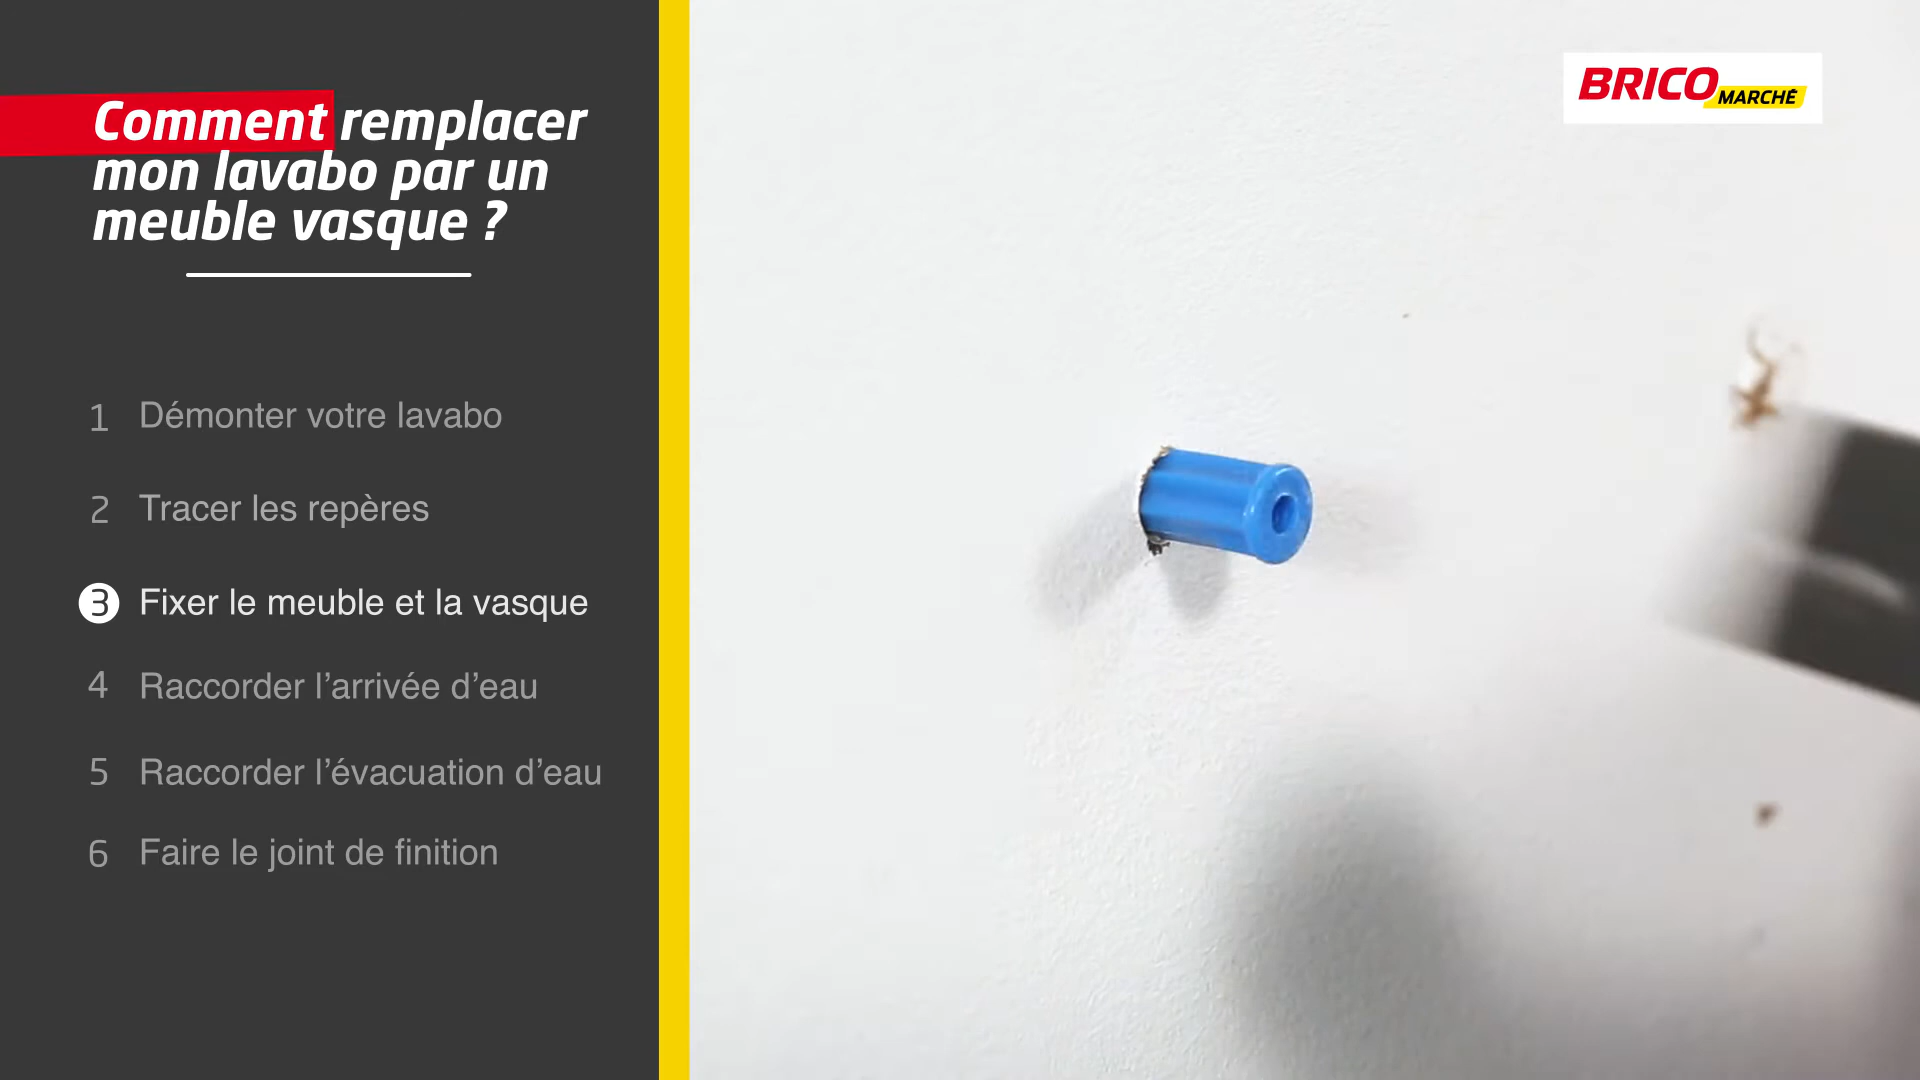 Comment remplacer
mon lavabo par un
meuble vasque ?
BRICO
MARCHÉ
1 Démonter votre lavabo
2 Tracer les repères
3 Fixer le meuble et la vasque
4 Raccorder l’arrivée d’eau
5 Raccorder l’évacuation d’eau
6 Faire le joint de finition